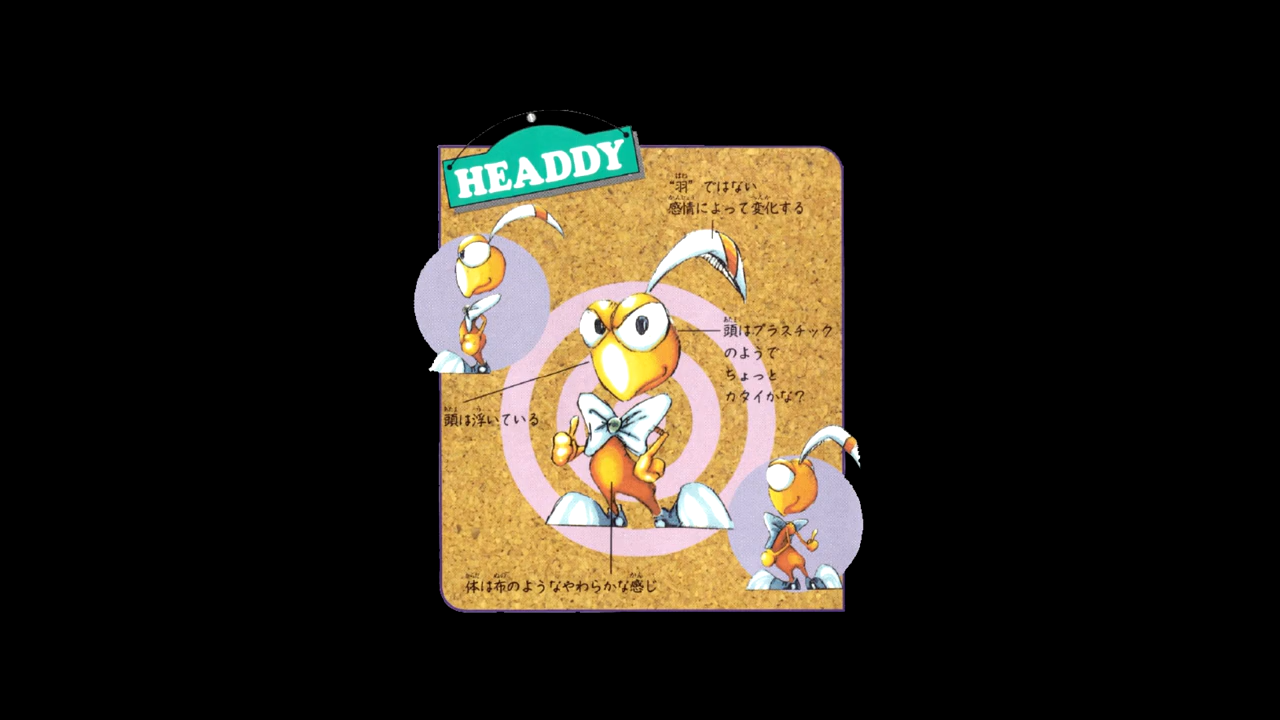 HEADDY
"羽"ではない
感情によって変化する
頭はプラスチック
のようで
ちょっと
カタイかな?
頭は浮いている
体は布のようなやわらかな感じ